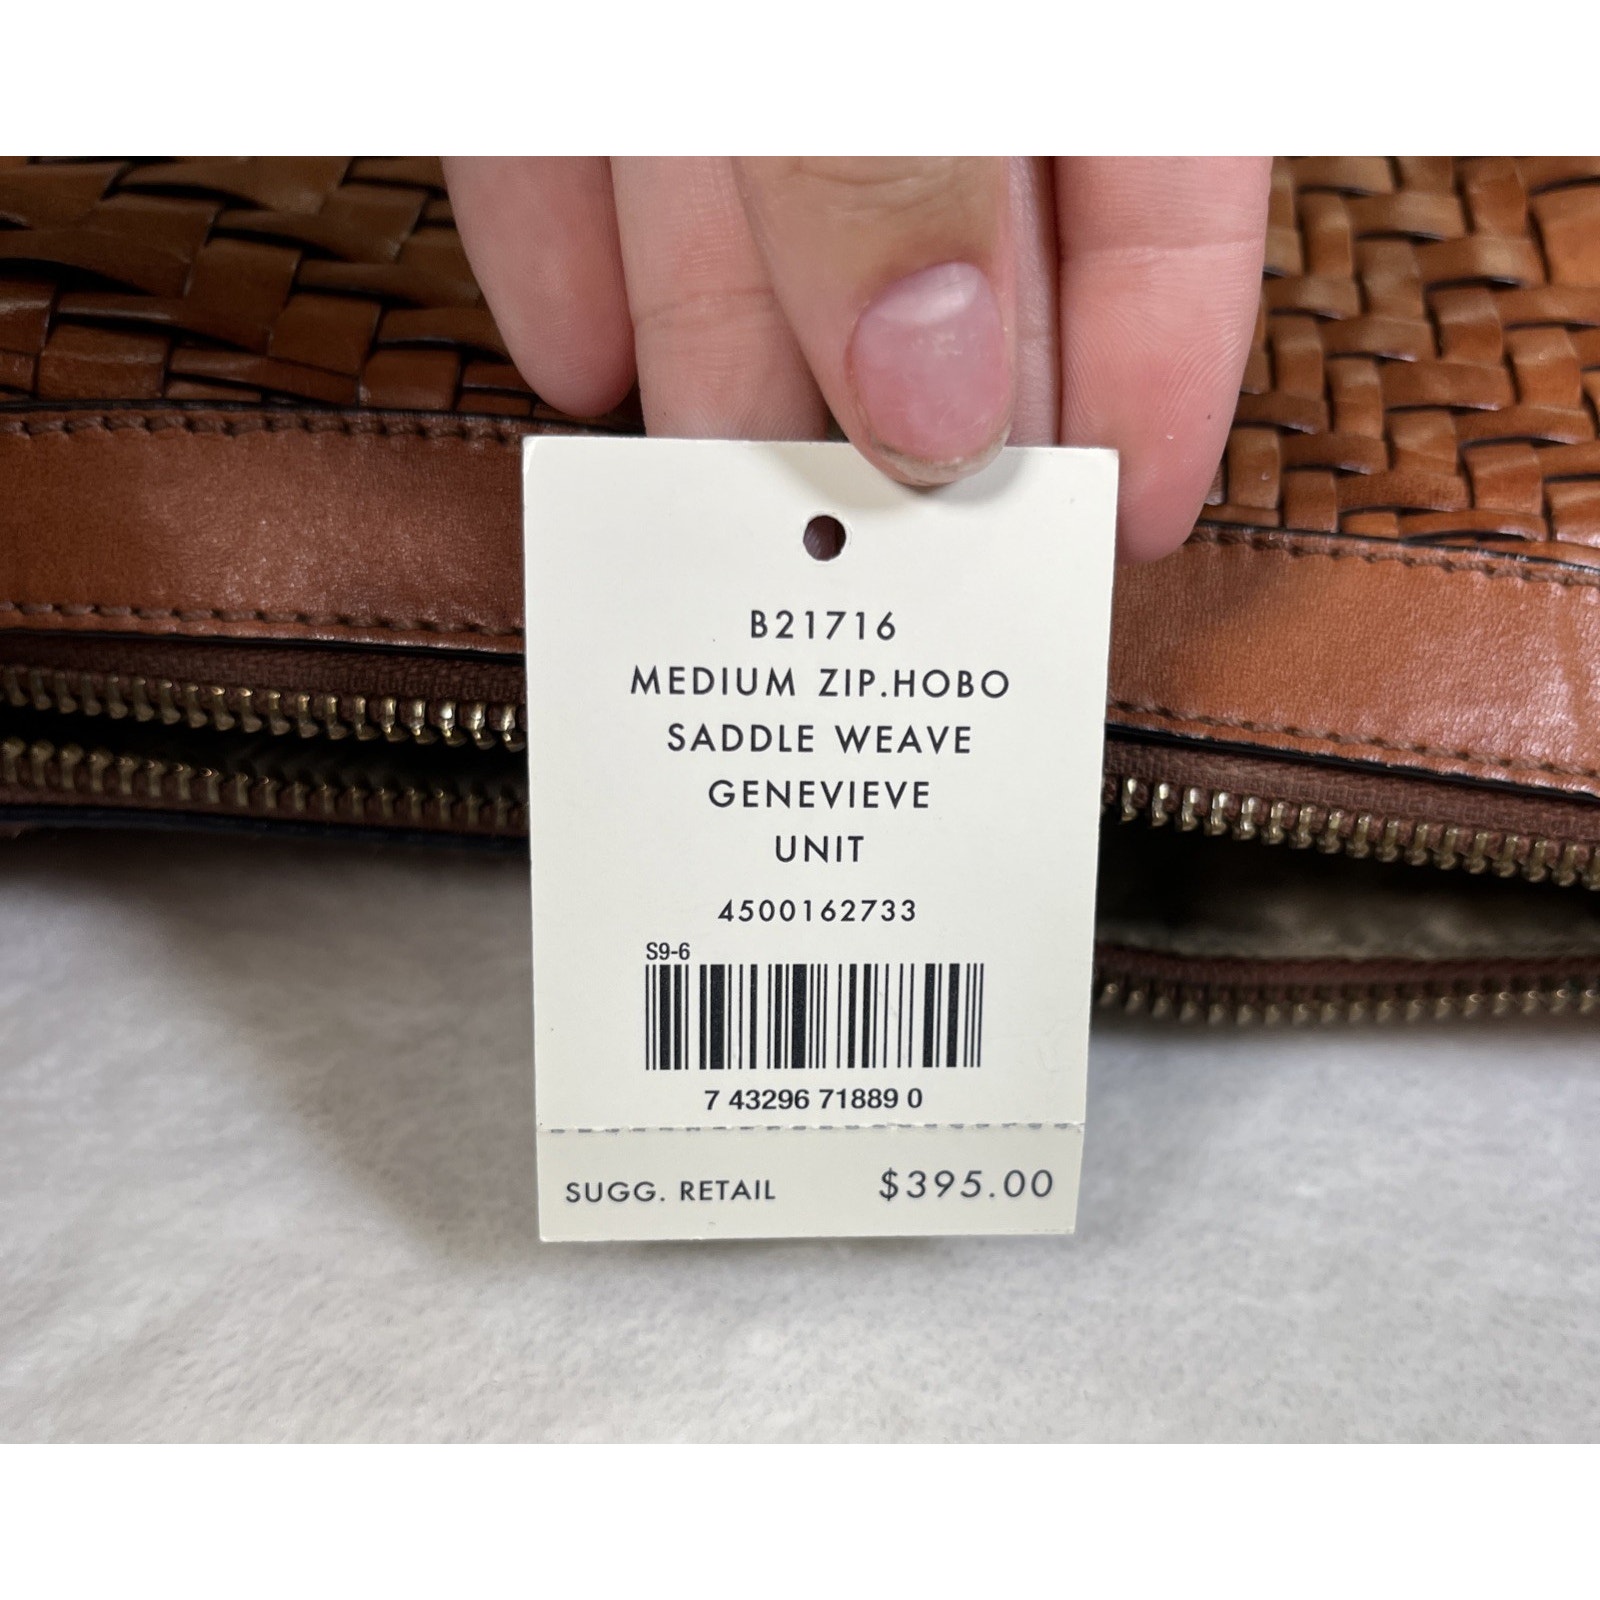 B21716
MEDIUM ZIP.HOBO
SADDLE WEAVE
GENEVIEVE
UNIT
4500162733
S9-6
7 43296 71889 0
SUGG. RETAIL $395.00